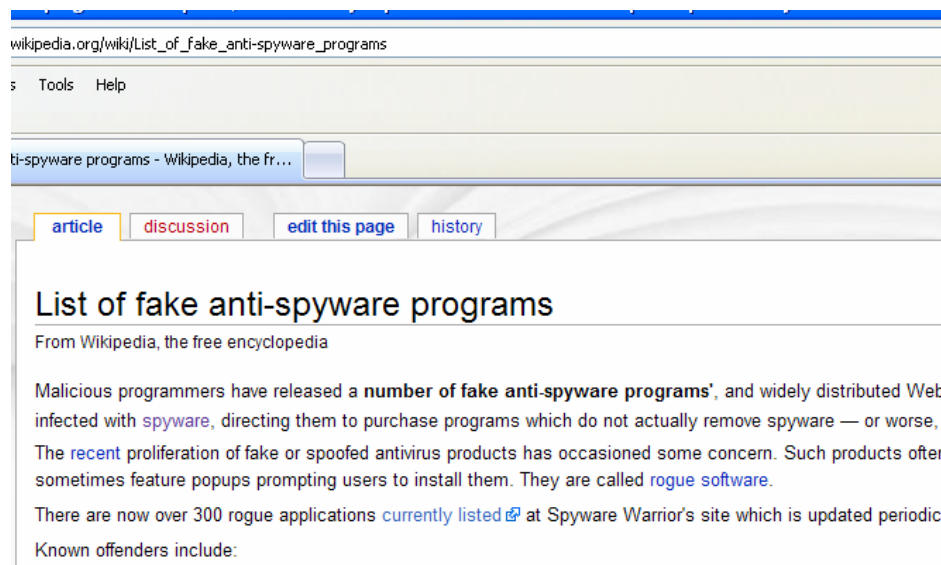 wikipedia.org/wiki/List_of_fake_anti-spyware_programs
s Tools Help
ti-spyware programs - Wikipedia, the fr...
article discussion edit this page history
List of fake anti-spyware programs
From Wikipedia, the free encyclopedia
Malicious programmers have released a number of fake anti-spyware programs', and widely distributed Web
infected with spyware, directing them to purchase programs which do not actually remove spyware — or worse,
The recent proliferation of fake or spoofed antivirus products has occasioned some concern. Such products often
sometimes feature popups prompting users to install them. They are called rogue software.
There are now over 300 rogue applications currently listed at Spyware Warrior's site which is updated periodic
Known offenders include: